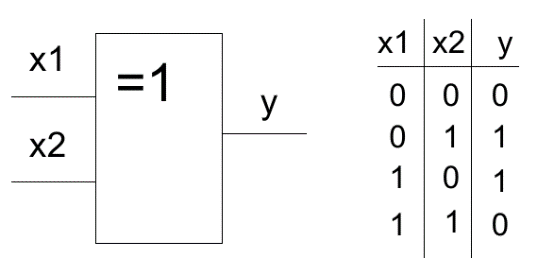 x1
=1
x2
y
x1 x2 y
0 0 0
0 1 1
1 0 1
1 1 0